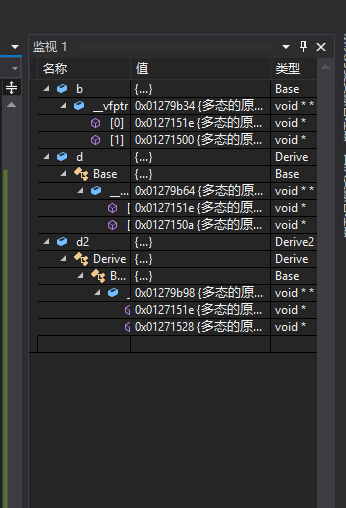 监视 1
名称 值 类型
b {...} Base
__vfptr 0x01279b34 {多态的原... void * *
[0] 0x0127151e {多态的原... void *
[1] 0x01271500 {多态的原... void *
d {...} Derive
Base {...} Base
__... 0x01279b64 {多态的原... void * *
[ 0x0127151e {多态的原... void *
[ 0x0127150a {多态的原... void *
d2 {...} Derive2
Derive {...} Derive
B... {...} Base
_ 0x01279b98 {多态的原... void * *
0x0127151e {多态的原... void *
0x01271528 {多态的原... void *